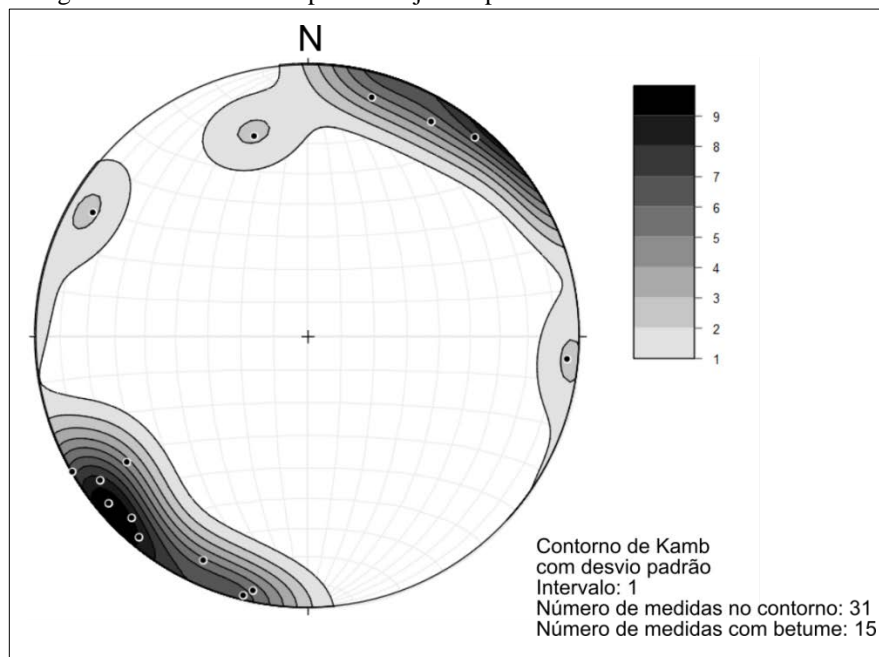 N
9
8
7
6
5
4
3
2
1
Contorno de Kamb
com desvio padrão
Intervalo: 1
Número de medidas no contorno: 31
Número de medidas com betume: 15